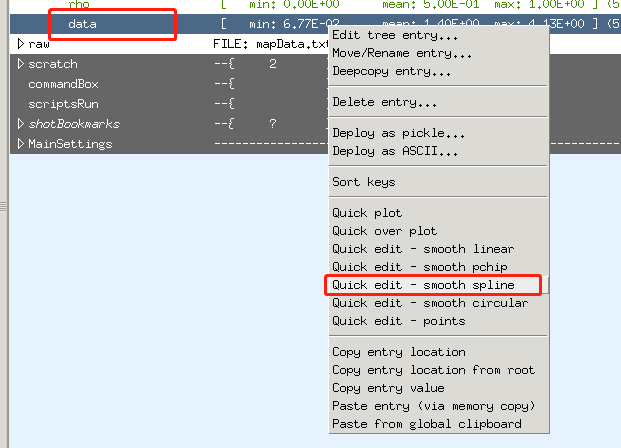 rho [ min: 0.00E+00 mean: 5.00E-01 max: 1.00E+00 ] (5
data [ min: 6.77E-02 mean: 1.40E+00 max: 4.13E+00 ] (5
raw FILE: mapData.txt
scratch --{ 2
commandBox --{
scriptsRun --{
shotBookmarks --{ ?
MainSettings --------------------
Edit tree entry...
Move/Rename entry...
Deepcopy entry...
Delete entry...
Deploy as pickle...
Deploy as ASCII...
Sort keys
Quick plot
Quick over plot
Quick edit - smooth linear
Quick edit - smooth pchip
Quick edit - smooth spline
Quick edit - smooth circular
Quick edit - points
Copy entry location
Copy entry location from root
Copy entry value
Paste entry (via memory copy)
Paste from global clipboard